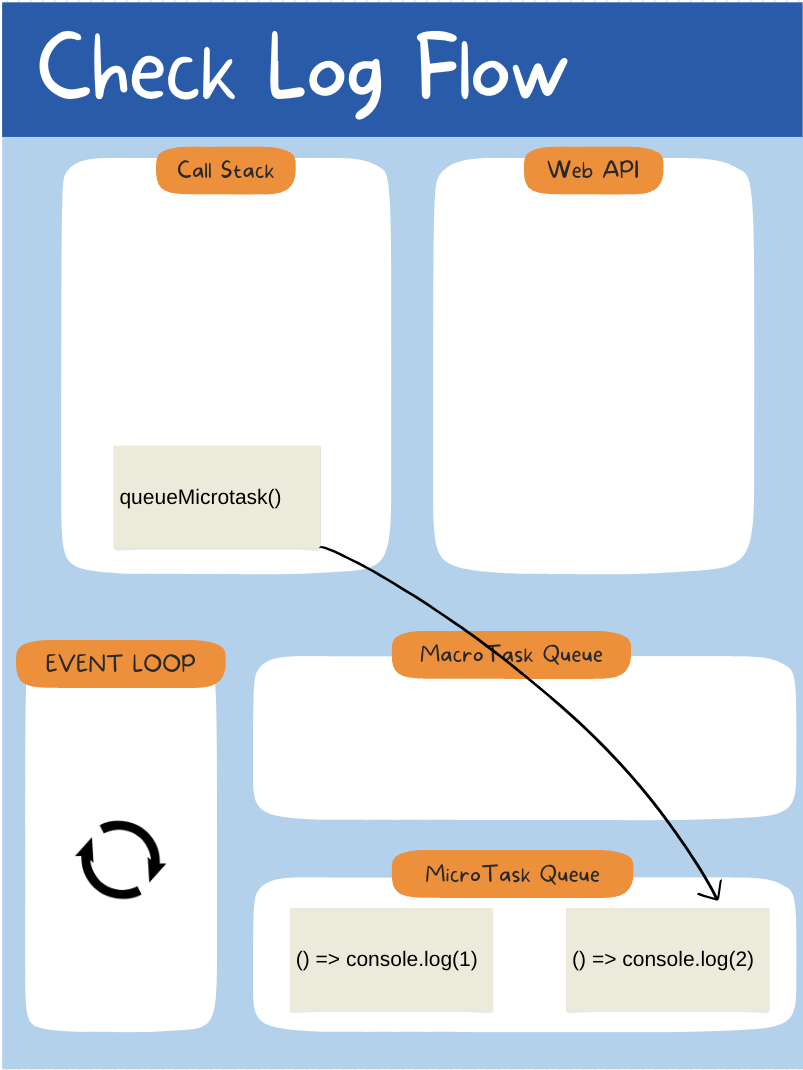 Check Log Flow
Call Stack
Web API
queueMicrotask()
EVENT LOOP
MacroTask Queue
MicroTask Queue
() => console.log(1)
() => console.log(2)